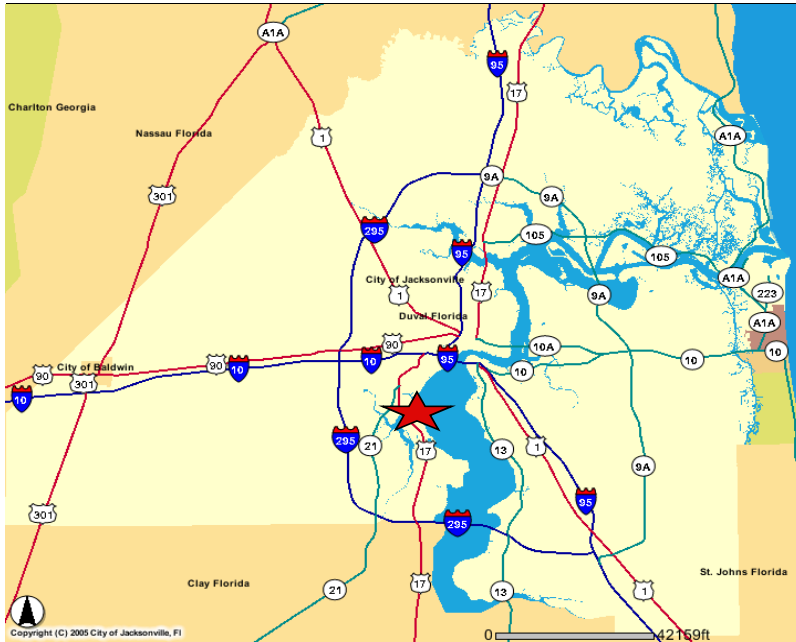 A1A
95
17
Charlton Georgia
Nassau Florida
1
A1A
9A
301
9A
295
105
95
105
City of Jacksonville
A1A
17
223
1
9A
Duval Florida
A1A
90
10A
10
90
10
95
10
City of Baldwin
10
10
90
301
10
21
295
17
13
1
9A
95
301
295
St. Johns Florida
Clay Florida
21
17
13
1
Copyright (C) 2005 City of Jacksonville, Fl
0 42159ft